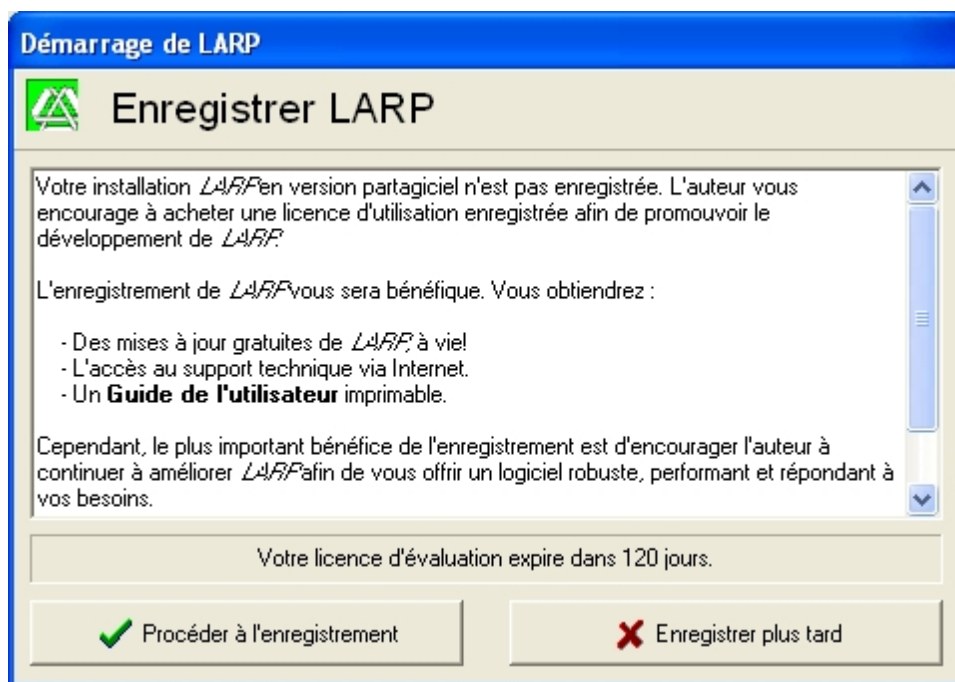 Démarrage de LARP
Enregistrer LARP
Votre installation LARP en version partagiciel n'est pas enregistrée. L'auteur vous
encourage à acheter une licence d'utilisation enregistrée afin de promouvoir le
développement de LARP.
L'enregistrement de LARP vous sera bénéfique. Vous obtiendrez :
- Des mises à jour gratuites de LARP, à vie!
- L'accès au support technique via Internet.
- Un Guide de l'utilisateur imprimable.
Cependant, le plus important bénéfice de l'enregistrement est d'encourager l'auteur à
continuer à améliorer LARP afin de vous offrir un logiciel robuste, performant et répondant à
vos besoins.
Votre licence d'évaluation expire dans 120 jours.
Procéder à l'enregistrement
Enregistrer plus tard